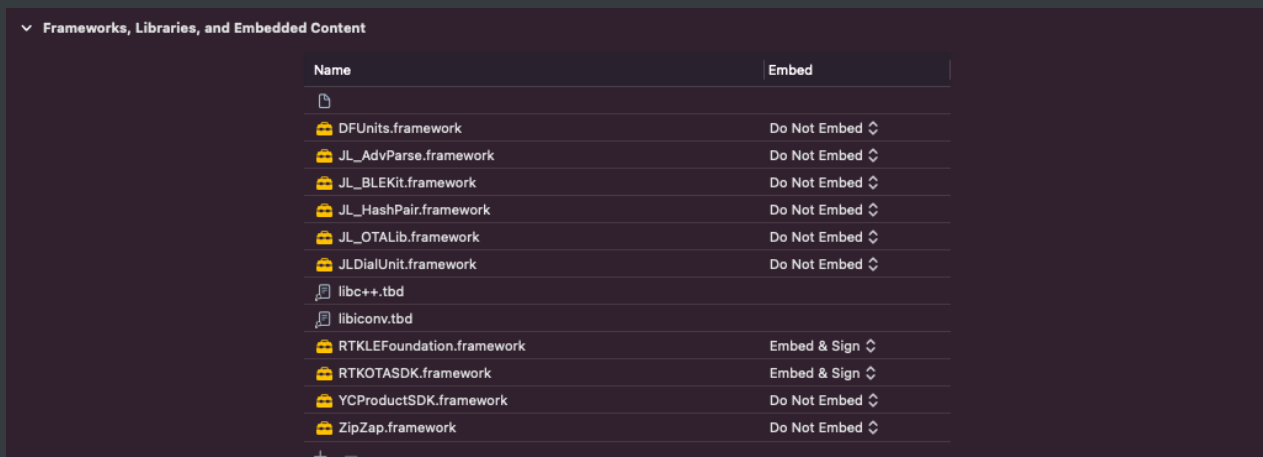 Frameworks, Libraries, and Embedded Content
Name Embed
DFUnits.framework Do Not Embed
JL_AdvParse.framework Do Not Embed
JL_BLEKit.framework Do Not Embed
JL_HashPair.framework Do Not Embed
JL_OTALib.framework Do Not Embed
JLDialUnit.framework Do Not Embed
libc++.tbd
libiconv.tbd
RTKLEFoundation.framework Embed & Sign
RTKOTASDK.framework Embed & Sign
YCProductSDK.framework Do Not Embed
ZipZap.framework Do Not Embed